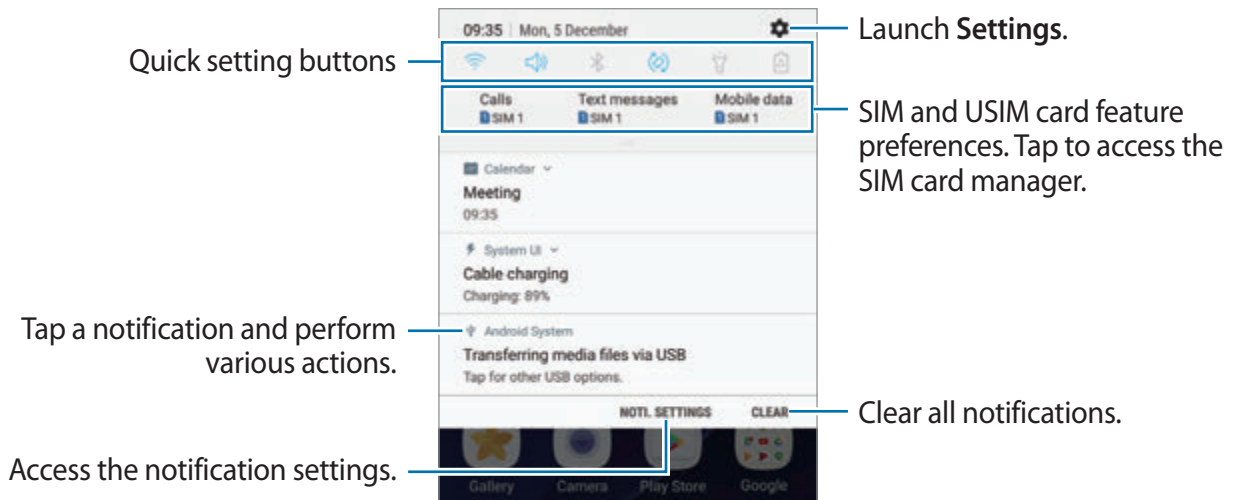 09:35 | Mon, 5 December
Launch Settings.
Quick setting buttons
Calls
Text messages
Mobile data
1 SIM 1
1 SIM 1
1 SIM 1
SIM and USIM card feature
preferences. Tap to access the
SIM card manager.
Calendar
Meeting
09:35
System UI
Cable charging
Charging: 89%
Tap a notification and perform
various actions.
Android System
Transferring media files via USB
Tap for other USB options.
NOTI. SETTINGS
CLEAR
Clear all notifications.
Access the notification settings.
Gallery
Camera
Play Store
Google